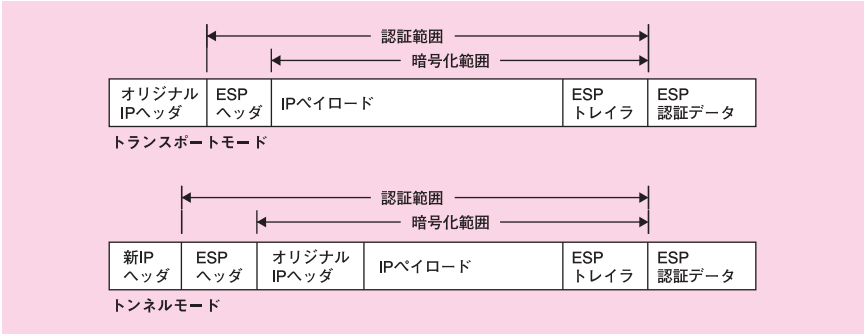 認証範囲
暗号化範囲
オリジナル
IPヘッダ
ESP
ヘッダ
IPペイロード
ESP
トレイラ
ESP
認証データ
トランスポートモード
認証範囲
暗号化範囲
新IP
ヘッダ
ESP
ヘッダ
オリジナル
IPヘッダ
IPペイロード
ESP
トレイラ
ESP
認証データ
トンネルモード